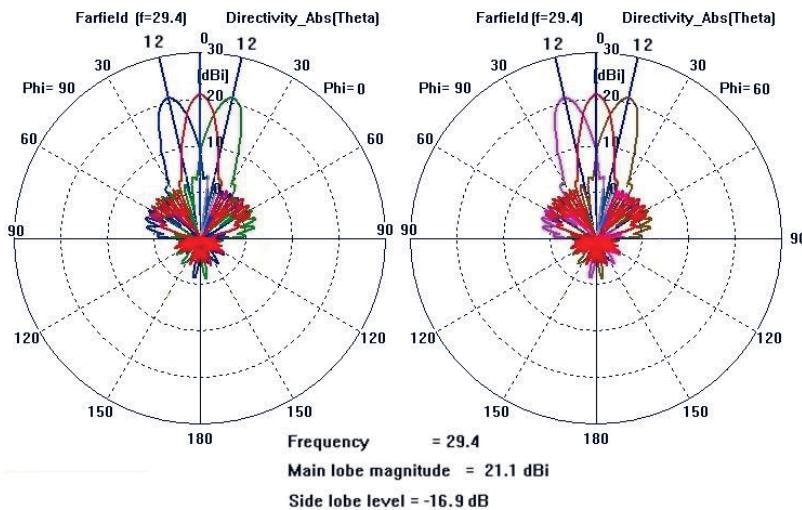 Farfield (f=29.4) Directivity_Abs(Theta)
12 0 12
30 30 30
[dBi]
Phi= 90 Phi= 0
20
60 60
10
0
90 90
120 120
150 150
180
Farfield (f=29.4) Directivity_Abs(Theta)
12 0 12
30 30 30
[dBi]
Phi= 90 Phi= 60
20
60 60
10
0
90 90
120 120
150 150
180
Frequency = 29.4
Main lobe magnitude = 21.1 dBi
Side lobe level = -16.9 dB